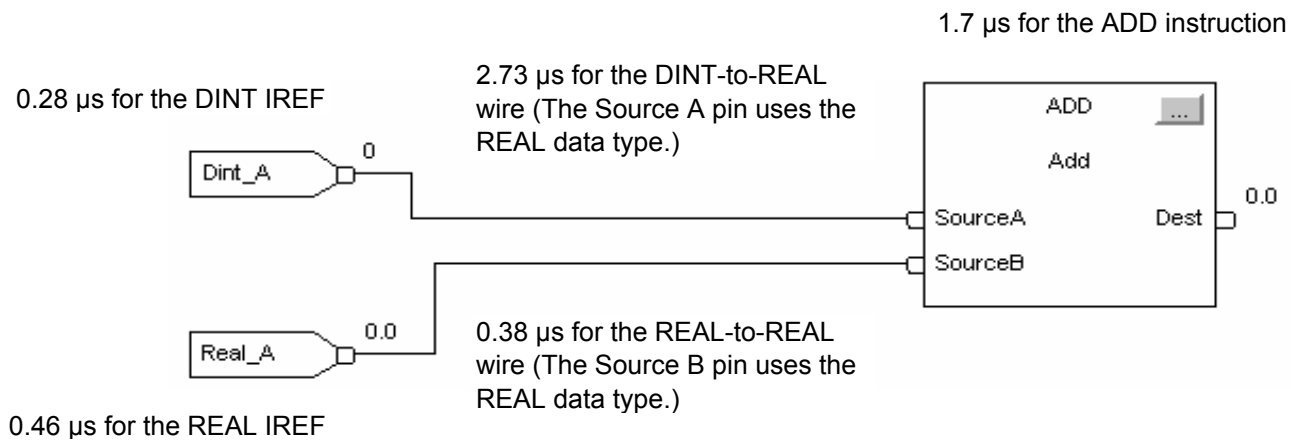 1.7 µs for the ADD instruction
2.73 µs for the DINT-to-REAL
wire (The Source A pin uses the
REAL data type.)
0.28 µs for the DINT IREF
ADD
...
Add
0
Dint_A
0.0
SourceA
Dest
SourceB
0.0
Real_A
0.38 µs for the REAL-to-REAL
wire (The Source B pin uses the
REAL data type.)
0.46 µs for the REAL IREF